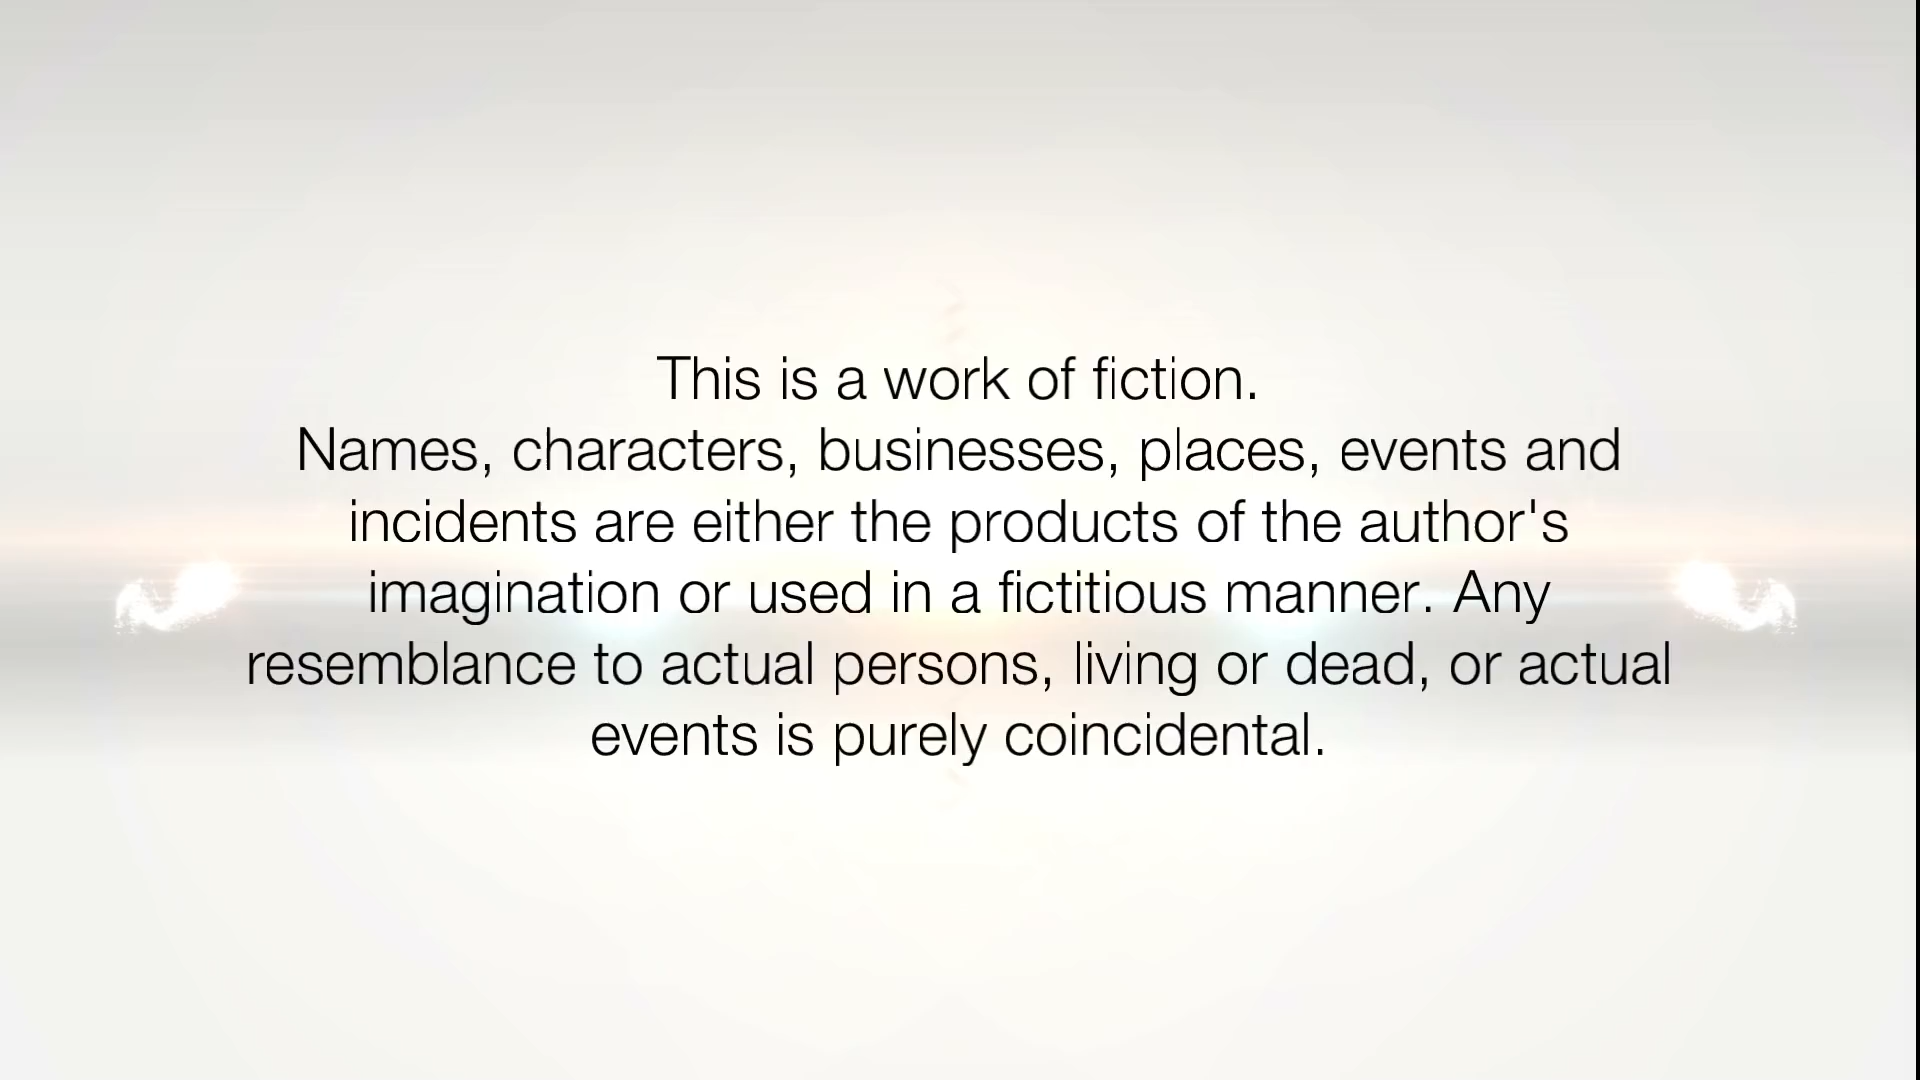 This is a work of fiction.
Names, characters, businesses, places, events and
incidents are either the products of the author's
imagination or used in a fictitious manner. Any
resemblance to actual persons, living or dead, or actual
events is purely coincidental.